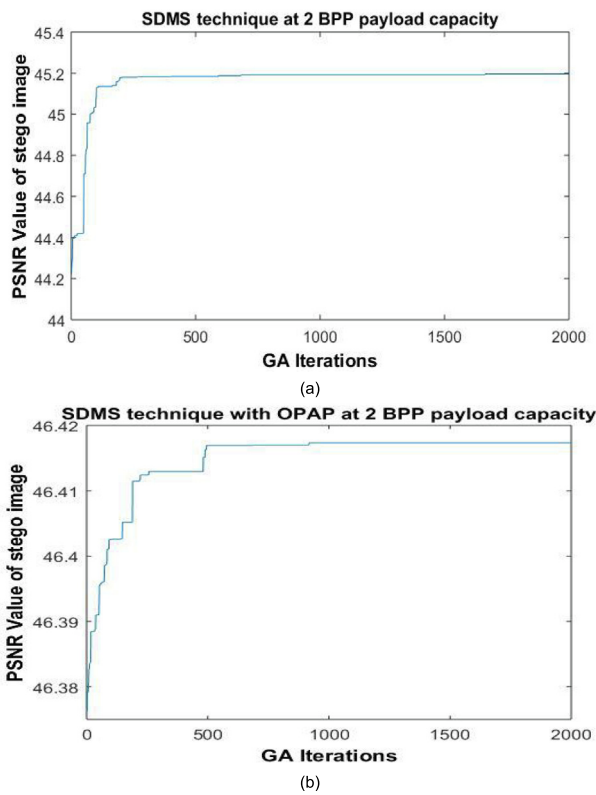 SDMS technique at 2 BPP payload capacity
45.4
45.2
45
44.8
44.6
44.4
44.2
44
PSNR Value of stego image
0 500 1000 1500 2000
GA Iterations
(a)
SDMS technique with OPAP at 2 BPP payload capacity
46.42
46.41
46.4
46.39
46.38
PSNR Value of stego image
0 500 1000 1500 2000
GA Iterations
(b)